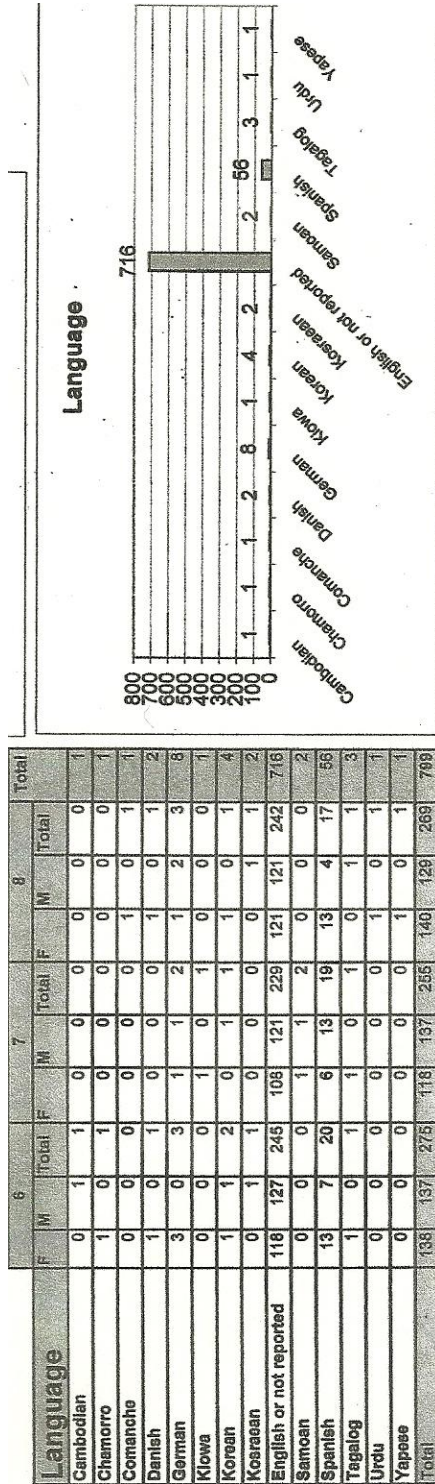 6 7 8 Total
Language F M Total F M Total F M Total
Cambodian 0 1 1 0 0 0 0 0 0 1
Chamorro 1 0 1 0 0 0 0 0 0 1
Comanche 0 0 0 0 0 0 1 0 1 1
Danish 1 0 1 0 0 0 1 0 1 2
German 3 0 3 1 1 2 1 2 3 8
Kiowa 0 0 0 1 0 1 0 0 0 1
Korean 1 1 2 0 1 1 1 0 1 4
Kosraean 0 1 1 0 0 0 0 1 1 2
English or not reported 118 127 245 108 121 229 121 121 242 716
Samoan 0 0 0 1 1 2 0 0 0 2
Spanish 13 7 20 6 13 19 13 4 17 56
Tagalog 1 0 1 1 0 1 0 1 1 3
Urdu 0 0 0 0 0 0 1 0 1 1
Yapese 0 0 0 0 0 0 1 0 1 1
Total 138 137 275 118 137 255 140 129 269 799
Language
800
700
600
500
400
300
200
100
0
1 1 1 2 8 1 4 2 716 2 56 3 1 1
Cambodian
Chamorro
Comanche
Danish
German
Kiowa
Korean
Kosraean
English or not reported
Samoan
Spanish
Tagalog
Urdu
Yapese